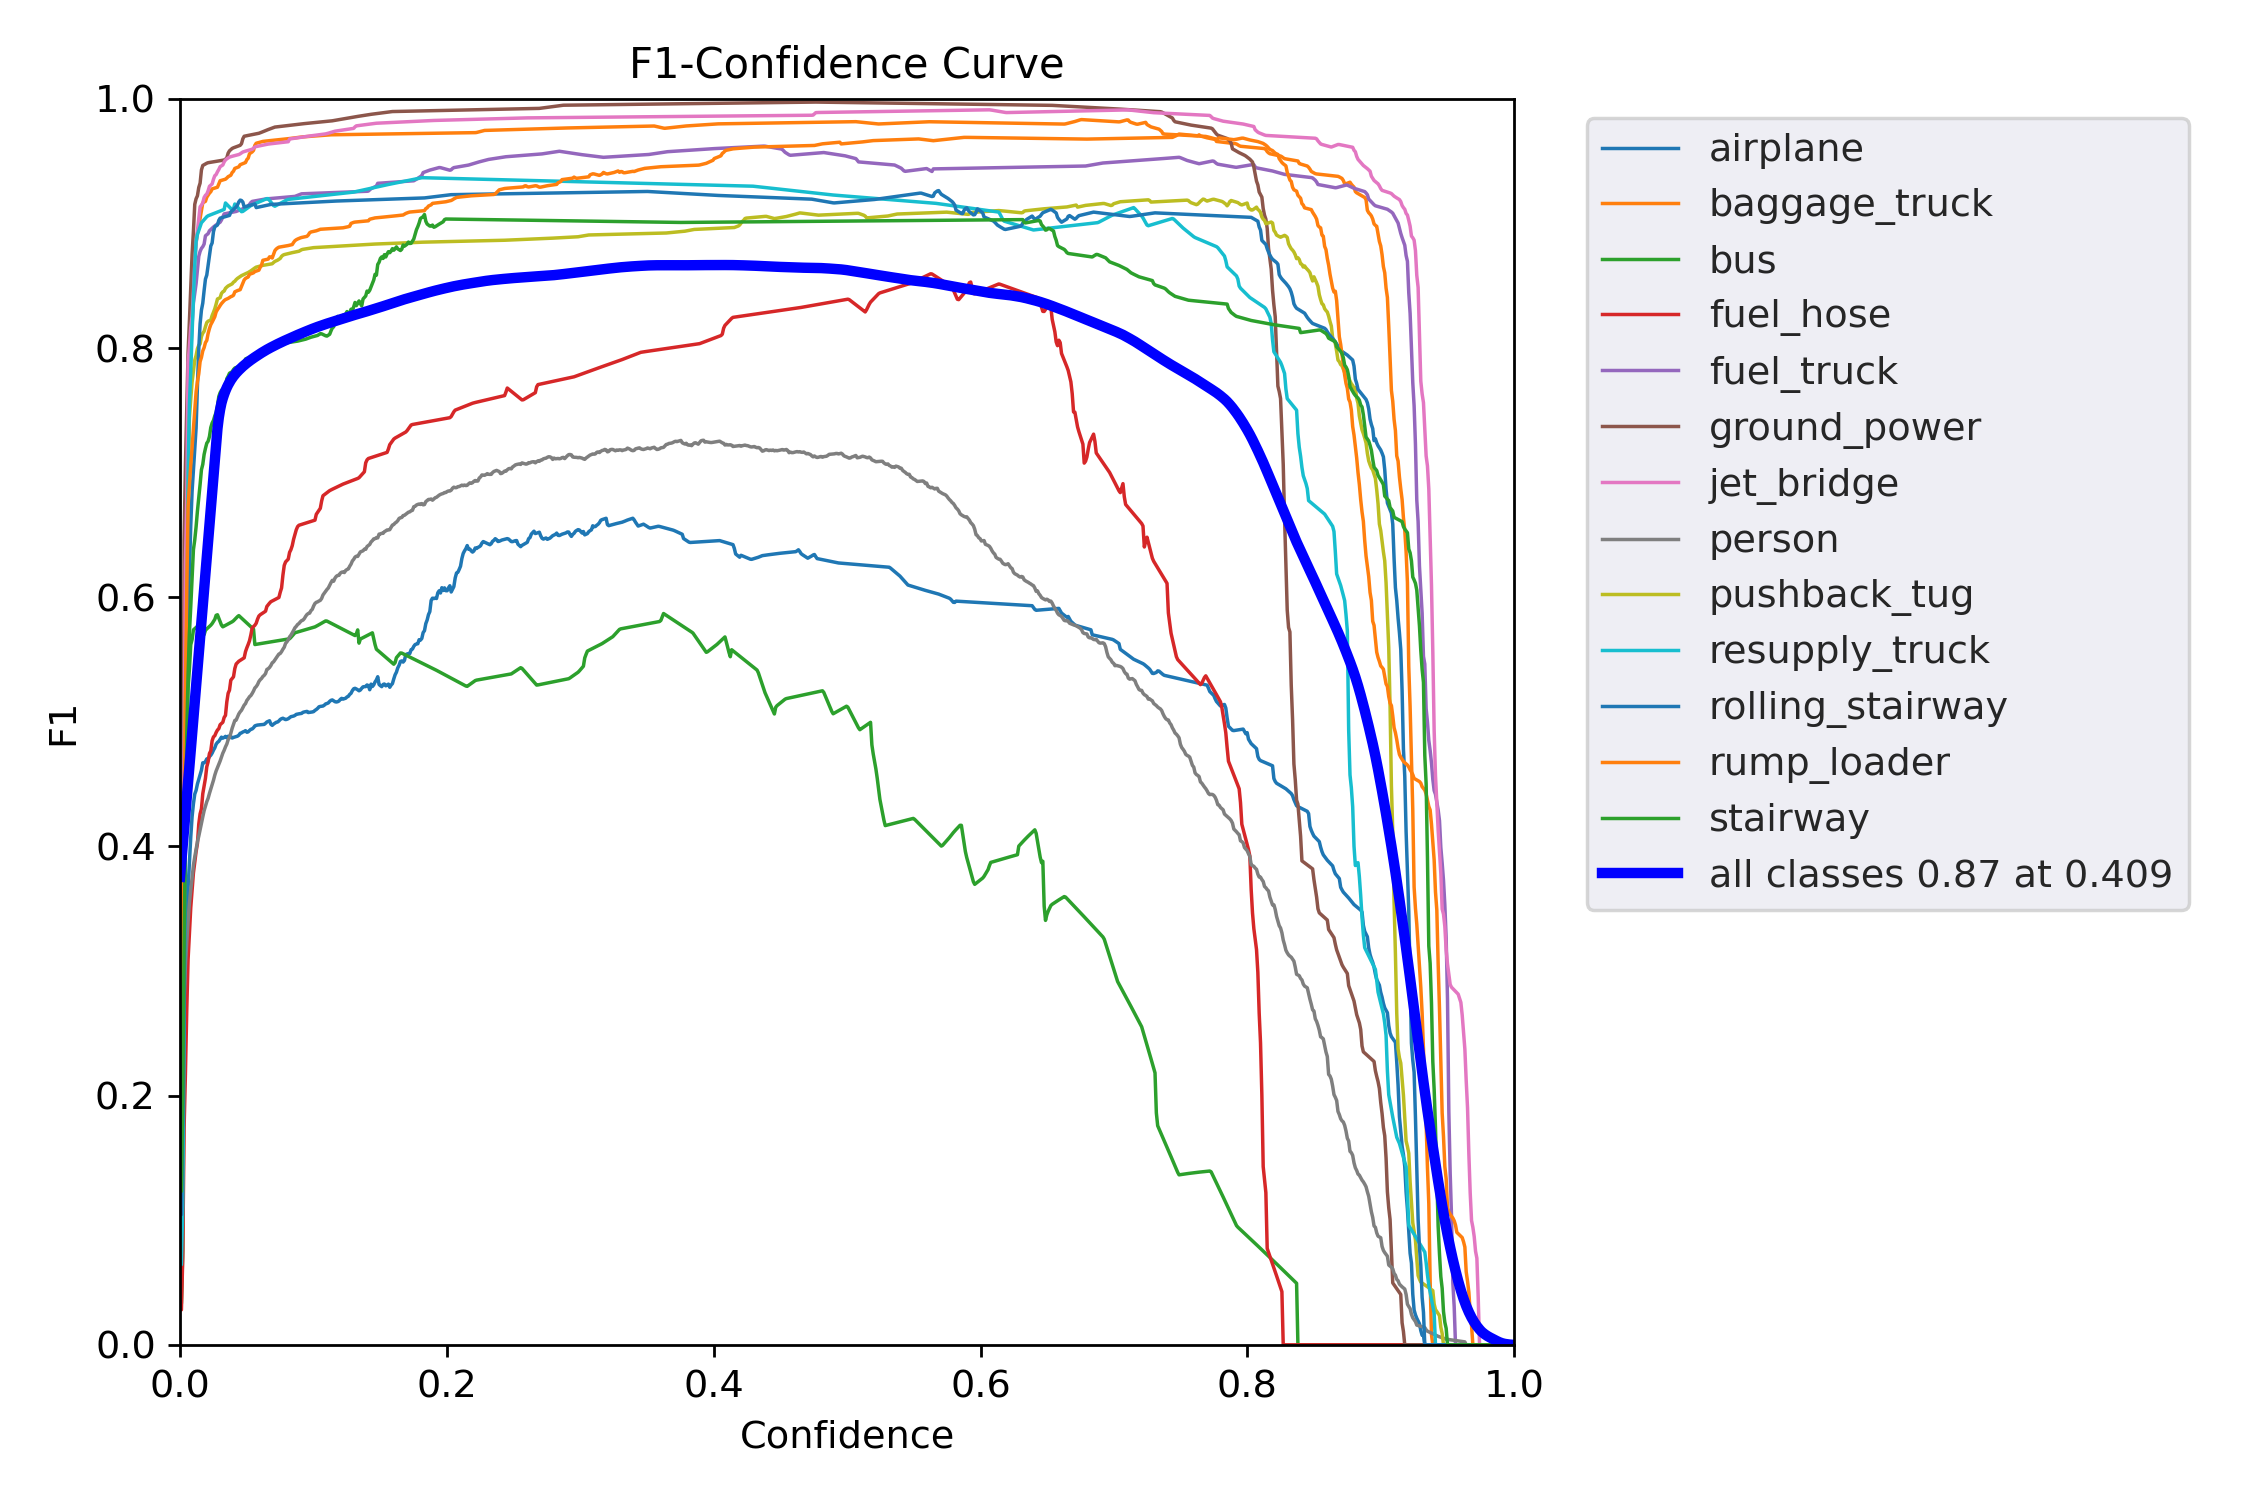 F1-Confidence Curve
1.0
0.8
0.6
0.4
0.2
0.0
F1
0.0 0.2 0.4 0.6 0.8 1.0
Confidence
airplane
baggage_truck
bus
fuel_hose
fuel_truck
ground_power
jet_bridge
person
pushback_tug
resupply_truck
rolling_stairway
rump_loader
stairway
all classes 0.87 at 0.409